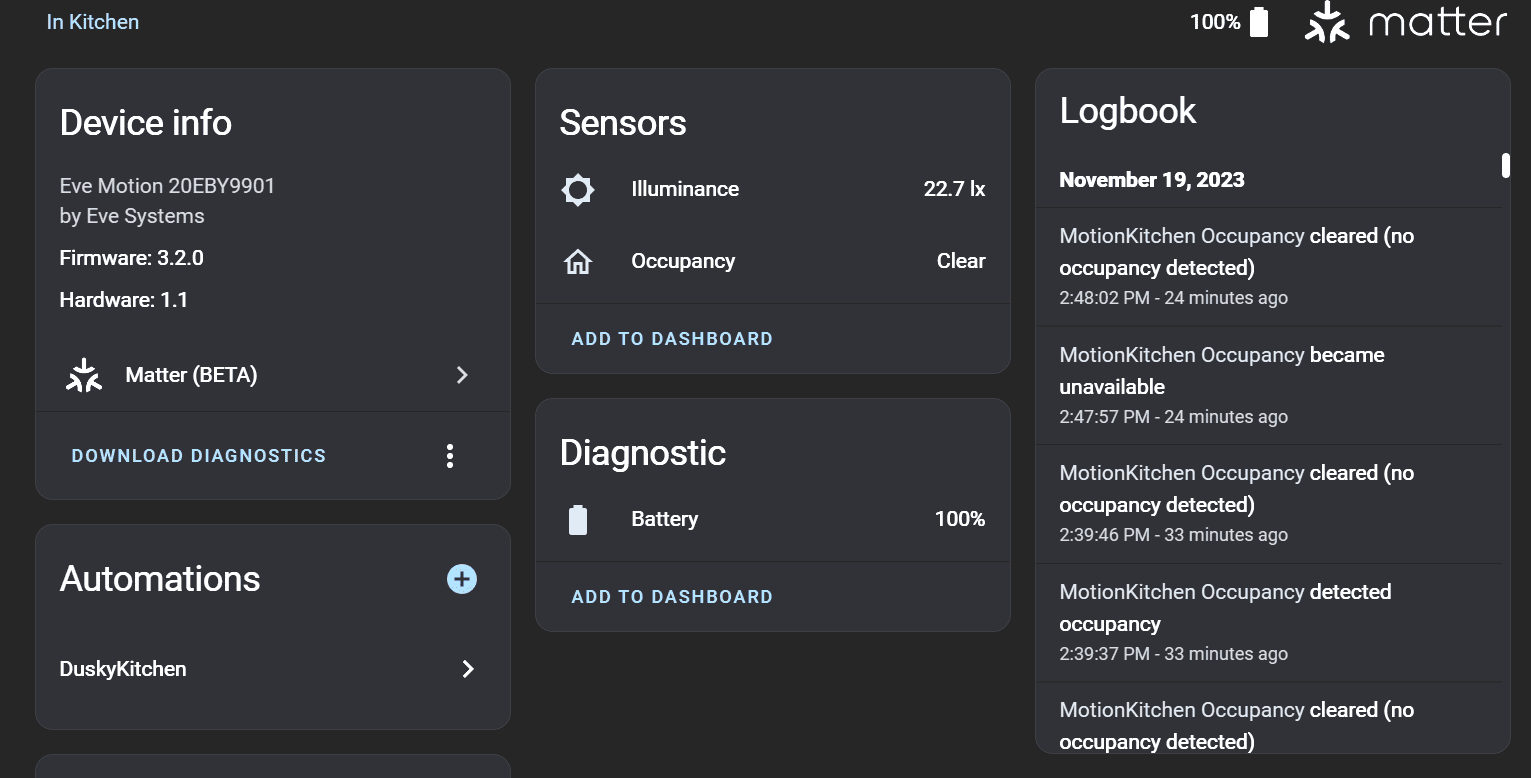 In Kitchen
100%
matter
Device info
Eve Motion 20EBY9901
by Eve Systems
Firmware: 3.2.0
Hardware: 1.1
Matter (BETA)
DOWNLOAD DIAGNOSTICS
Automations
DuskyKitchen
Sensors
Illuminance 22.7 lx
Occupancy Clear
ADD TO DASHBOARD
Diagnostic
Battery 100%
ADD TO DASHBOARD
Logbook
November 19, 2023
MotionKitchen Occupancy cleared (no
occupancy detected)
2:48:02 PM - 24 minutes ago
MotionKitchen Occupancy became
unavailable
2:47:57 PM - 24 minutes ago
MotionKitchen Occupancy cleared (no
occupancy detected)
2:39:46 PM - 33 minutes ago
MotionKitchen Occupancy detected
occupancy
2:39:37 PM - 33 minutes ago
MotionKitchen Occupancy cleared (no
occupancy detected)